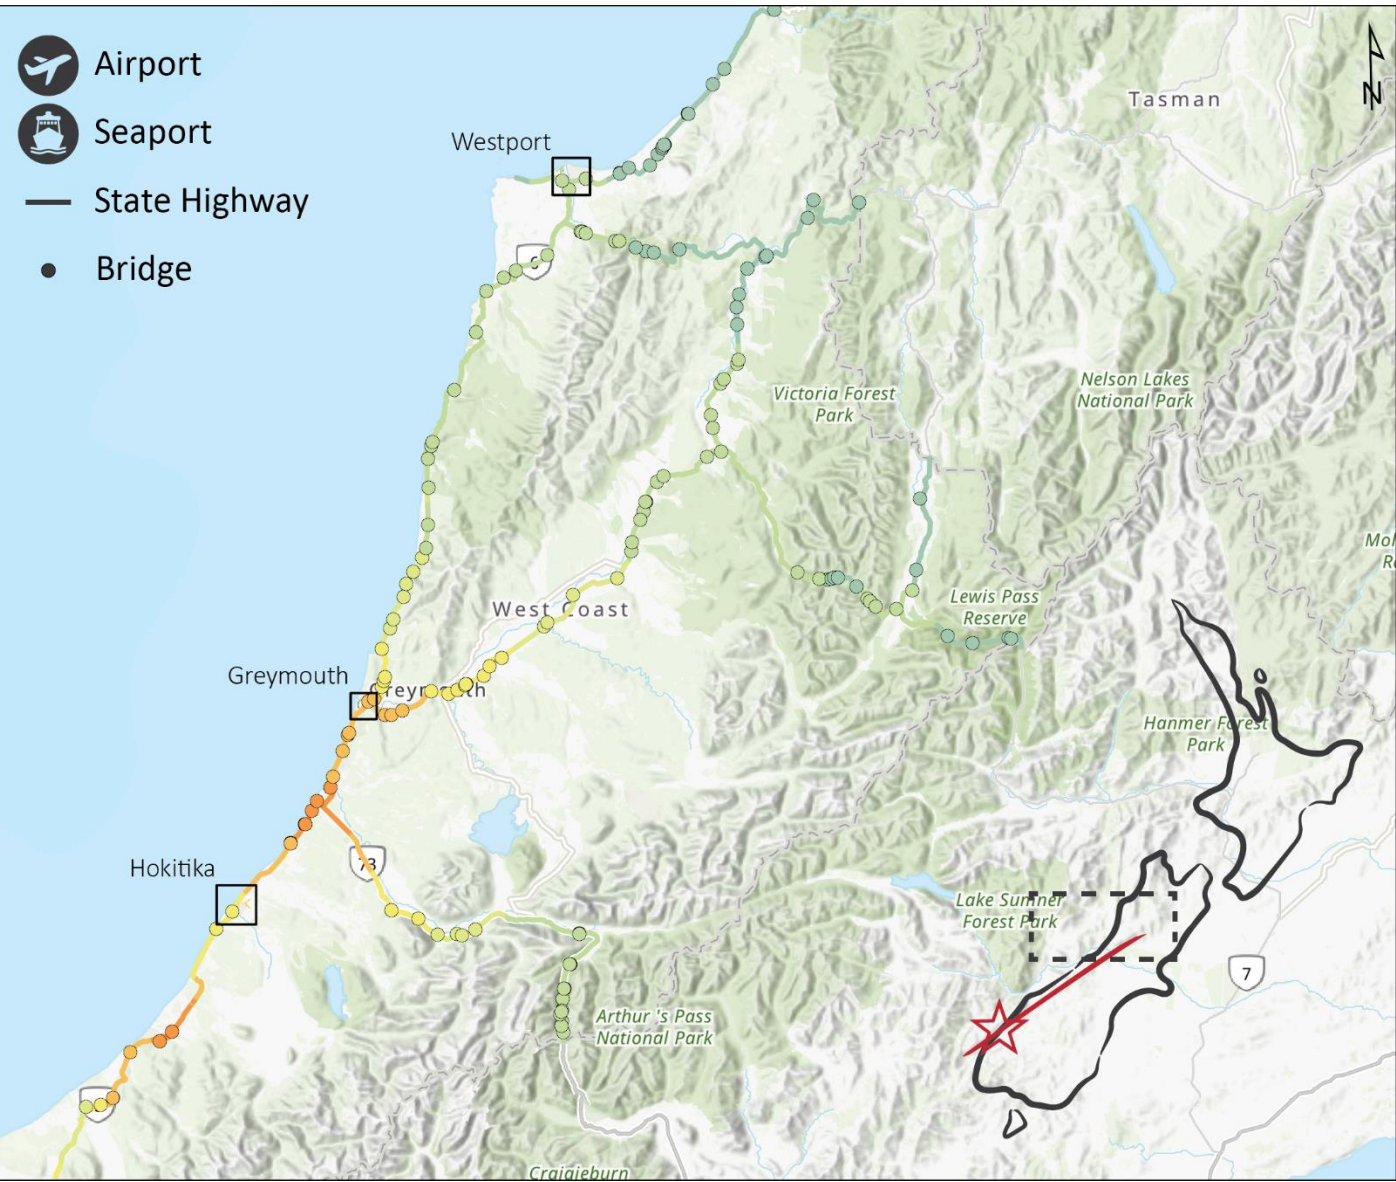 Airport
Seaport
State Highway
Bridge
N
Tasman
Westport
Victoria Forest
Park
Nelson Lakes
National Park
West Coast
Lewis Pass
Reserve
Greymouth
Greymouth
Hanmer Forest
Park
Hokitika
73
Lake Sumner
Forest Park
7
Arthur 's Pass
National Park
Craigieburn